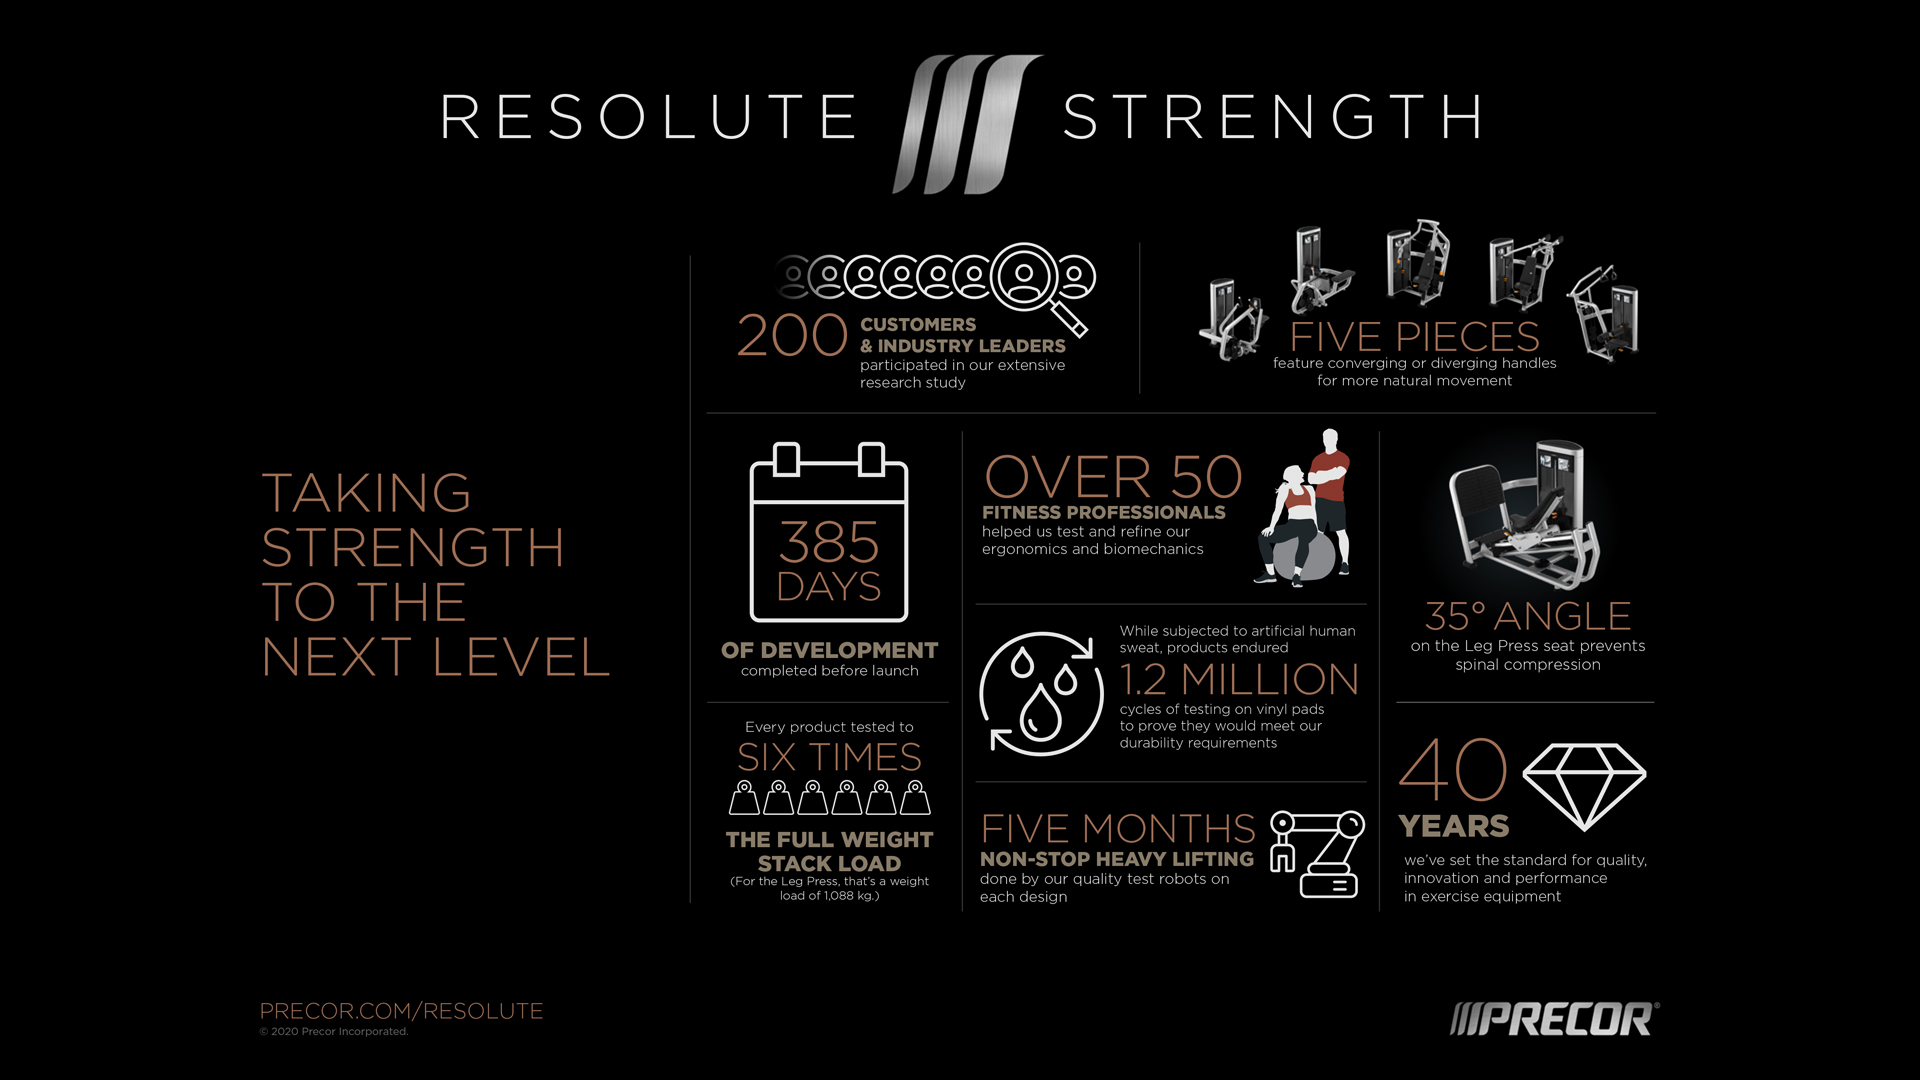 RESOLUTE STRENGTH
TAKING
STRENGTH
TO THE
NEXT LEVEL
200 CUSTOMERS
& INDUSTRY LEADERS
participated in our extensive
research study
FIVE PIECES
feature converging or diverging handles
for more natural movement
385
DAYS
OF DEVELOPMENT
completed before launch
OVER 50
FITNESS PROFESSIONALS
helped us test and refine our
ergonomics and biomechanics
35° ANGLE
on the Leg Press seat prevents
spinal compression
While subjected to artificial human
sweat, products endured
1.2 MILLION
cycles of testing on vinyl pads
to prove they would meet our
durability requirements
Every product tested to
SIX TIMES
THE FULL WEIGHT
STACK LOAD
(For the Leg Press, that's a weight
load of 1,088 kg.)
FIVE MONTHS
NON-STOP HEAVY LIFTING
done by our quality test robots on
each design
40
YEARS
we've set the standard for quality,
innovation and performance
in exercise equipment
PRECOR.COM/RESOLUTE
© 2020 Precor Incorporated.
PRECOR®